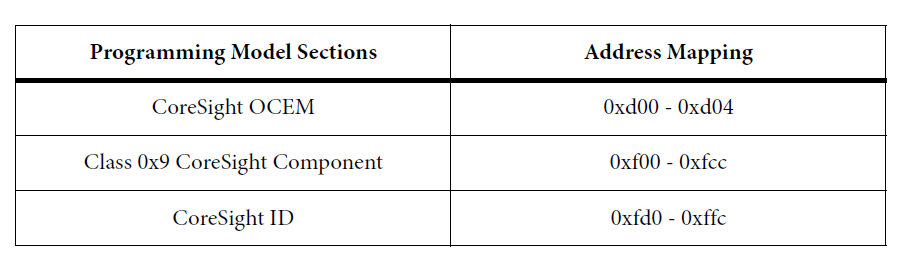 Programming Model Sections Address Mapping
CoreSight OCEM 0xd00 - 0xd04
Class 0x9 CoreSight Component 0xf00 - 0xfcc
CoreSight ID 0xfd0 - 0xffc